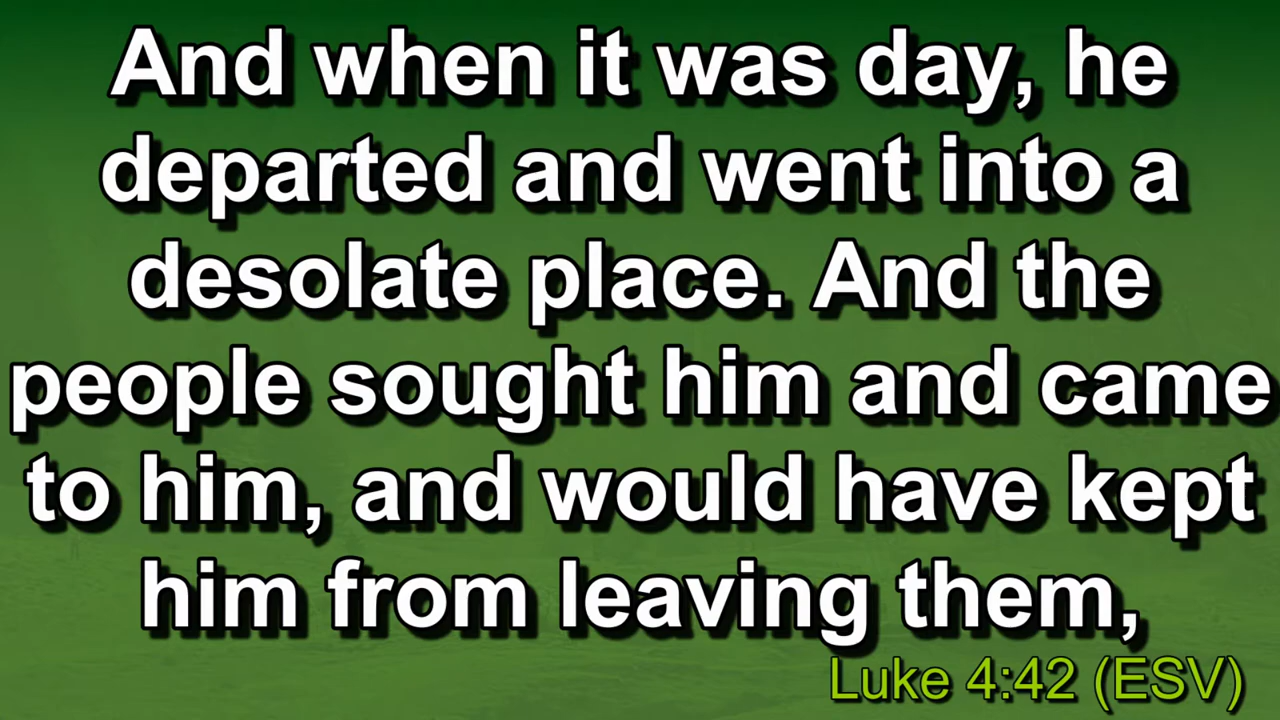 And when it was day, he
departed and went into a
desolate place. And the
people sought him and came
to him, and would have kept
him from leaving them,
Luke 4:42 (ESV)